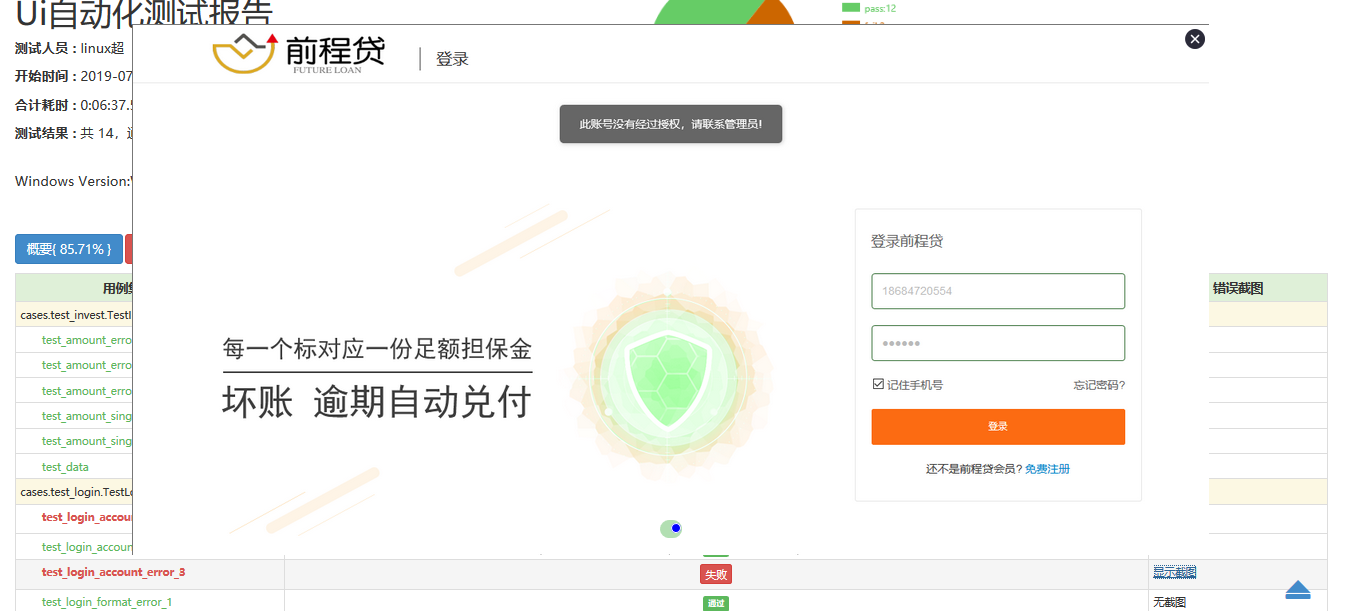 Ui自动化测试报告
pass:12
测试人员 : linux超
开始时间 : 2019-07
合计耗时 : 0:06:37.5
测试结果 : 共 14，
Windows Version:
前程贷
FUTURE LOAN
登录
此账号没有经过授权，请联系管理员!
每一个标对应一份足额担保金
坏账 逾期自动兑付
登录前程贷
18684720554
••••••
记住手机号 忘记密码?
登录
还不是前程贷会员? 免费注册
概要{ 85.71% }
用例 错误截图
cases.test_invest.TestI
test_amount_erro
test_amount_erro
test_amount_erro
test_amount_sing
test_amount_sing
test_data
cases.test_login.TestLo
test_login_accou
test_login_accoun
test_login_account_error_3 失败 显示截图
test_login_format_error_1 通过 无截图